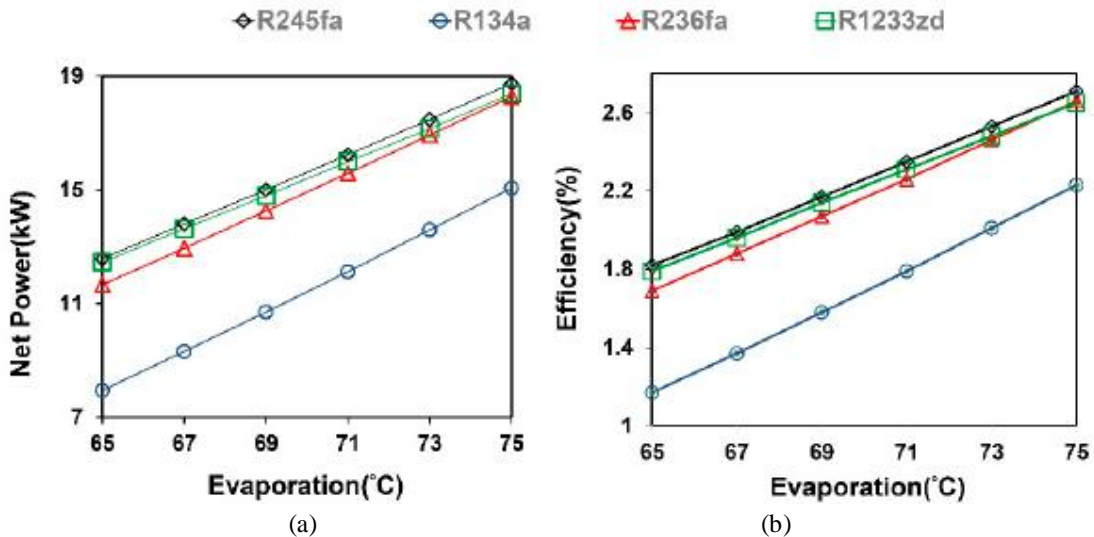 R245fa R134a R236fa R1233zd
19
15
11
7
Net Power(kW)
65 67 69 71 73 75
Evaporation(°C)
(a)
2.6
2.2
1.8
1.4
1
Efficiency(%)
65 67 69 71 73 75
Evaporation(°C)
(b)